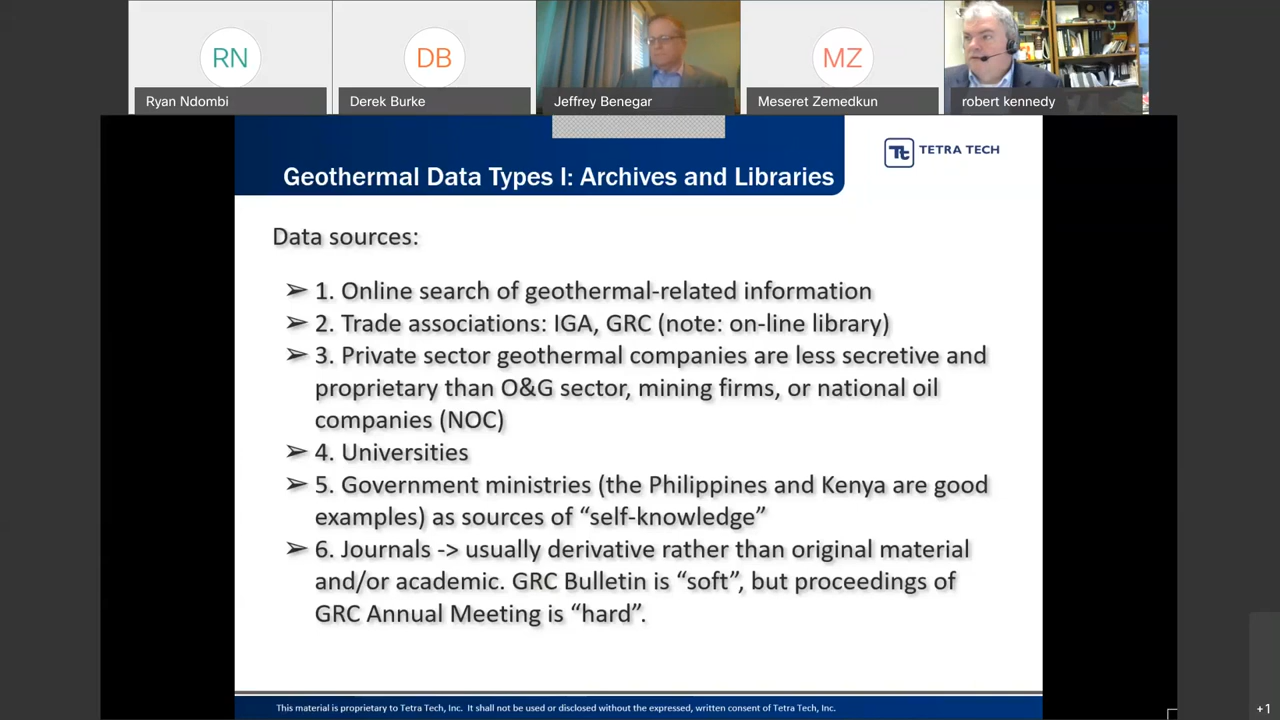 RN
DB
MZ
Ryan Ndombi
Derek Burke
Jeffrey Benegar
Meseret Zemedkun
robert kennedy
Geothermal Data Types I: Archives and Libraries
Tt TETRA TECH
Data sources:
➢ 1. Online search of geothermal-related information
➢ 2. Trade associations: IGA, GRC (note: on-line library)
➢ 3. Private sector geothermal companies are less secretive and
proprietary than O&G sector, mining firms, or national oil
companies (NOC)
➢ 4. Universities
➢ 5. Government ministries (the Philippines and Kenya are good
examples) as sources of “self-knowledge”
➢ 6. Journals -> usually derivative rather than original material
and/or academic. GRC Bulletin is “soft”, but proceedings of
GRC Annual Meeting is “hard”.
This material is proprietary to Tetra Tech, Inc. It shall not be used or disclosed without the expressed, written consent of Tetra Tech, Inc.
+1